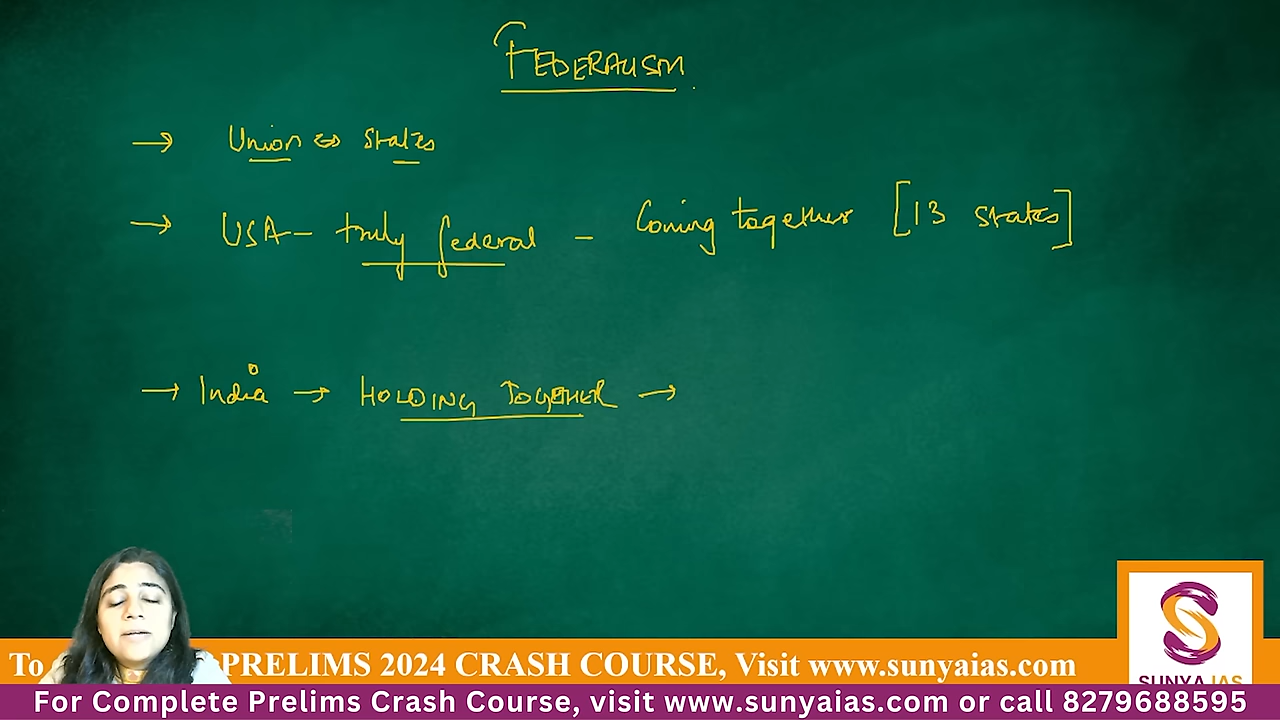 FEDERALISM
→ Union ⇔ States
→ USA - truly federal - Coming together [13 states]
→ India → HOLDING TOGETHER →
To PRELIMS 2024 CRASH COURSE, Visit www.sunyaias.com
SUNYA IAS
For Complete Prelims Crash Course, visit www.sunyaias.com or call 8279688595